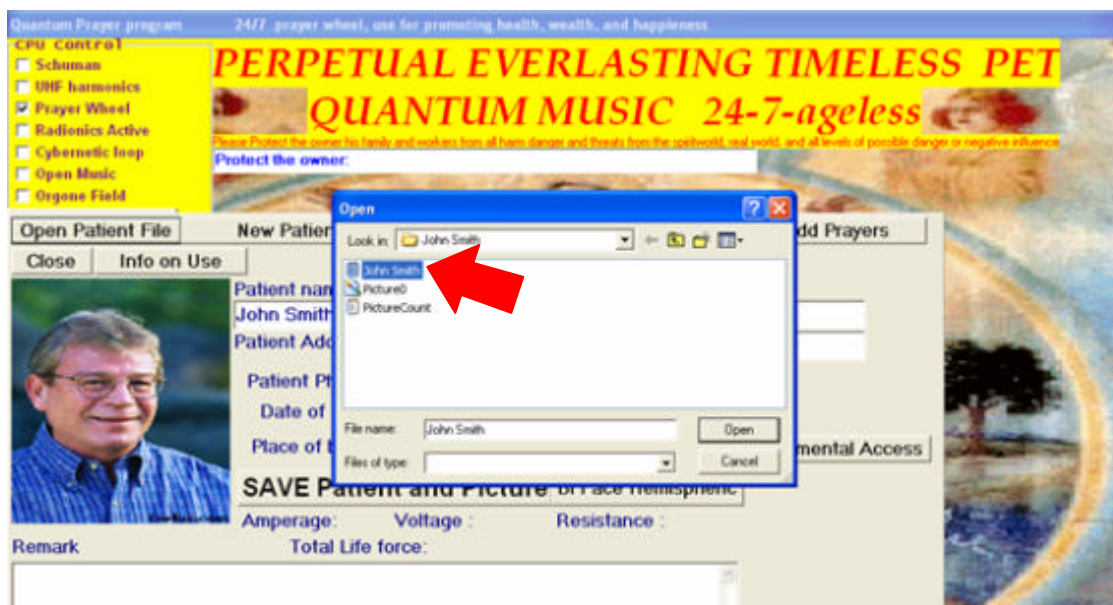 Quantum Prayer program 24/7 prayer wheel, use for promoting health, wealth, and happieness
CPU Control
Schuman
UHF harmonics
Prayer Wheel
Radionics Active
Cybernetic loop
Open Music
Orgone Field
PERPETUAL EVERLASTING TIMELESS PET
QUANTUM MUSIC 24-7-ageless
Please Protect the owner his family and workers from all harm danger and threats from the spiritworld, real world, and all levels of possible danger or negative influence
Protect the owner:
Open Patient File New Patien dd Prayers
Close Info on Use
Open
Look in: John Smith
John Smith
Picture0
PictureCount
File name: John Smith Open
Files of type: Cancel
Patient nam
John Smith
Patient Add
Patient Ph
Date of
Place of mental Access
SAVE Patient and Picture Bi Face Hemispheric
Amperage: Voltage : Resistance :
Remark Total Life force: